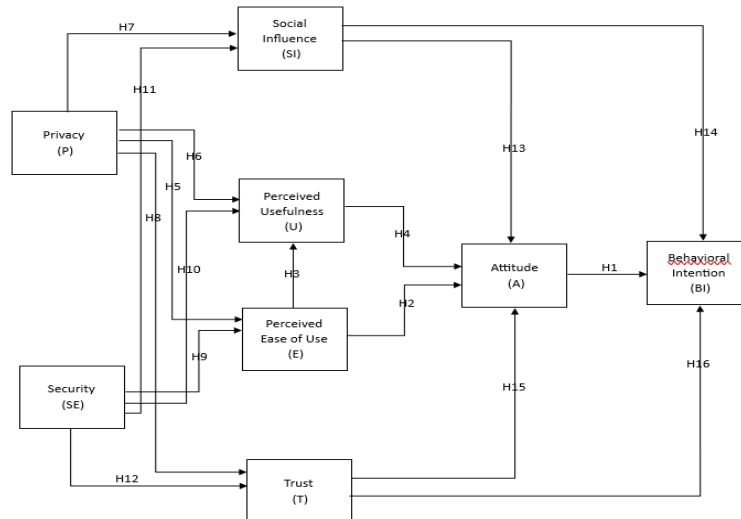 Social
Influence
(SI)
H7
H11
Privacy
(P)
H6
H5
H8
H13
H14
Perceived
Usefulness
(U)
H4
H10
H3
Attitude
(A)
H1
Behavioral
Intention
(BI)
H2
Perceived
Ease of Use
(E)
H9
H16
H15
Security
(SE)
H12
Trust
(T)